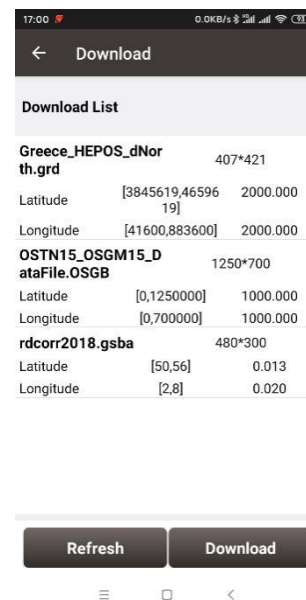 17:00 0.0KB/s
Download
Download List
Greece_HEPOS_dNor
th.grd 407*421
Latitude [3845619,46596
19] 2000.000
Longitude [41600,883600] 2000.000
OSTN15_OSGM15_D
ataFile.OSGB 1250*700
Latitude [0,1250000] 1000.000
Longitude [0,700000] 1000.000
rdcorr2018.gsba 480*300
Latitude [50,56] 0.013
Longitude [2,8] 0.020
Refresh Download